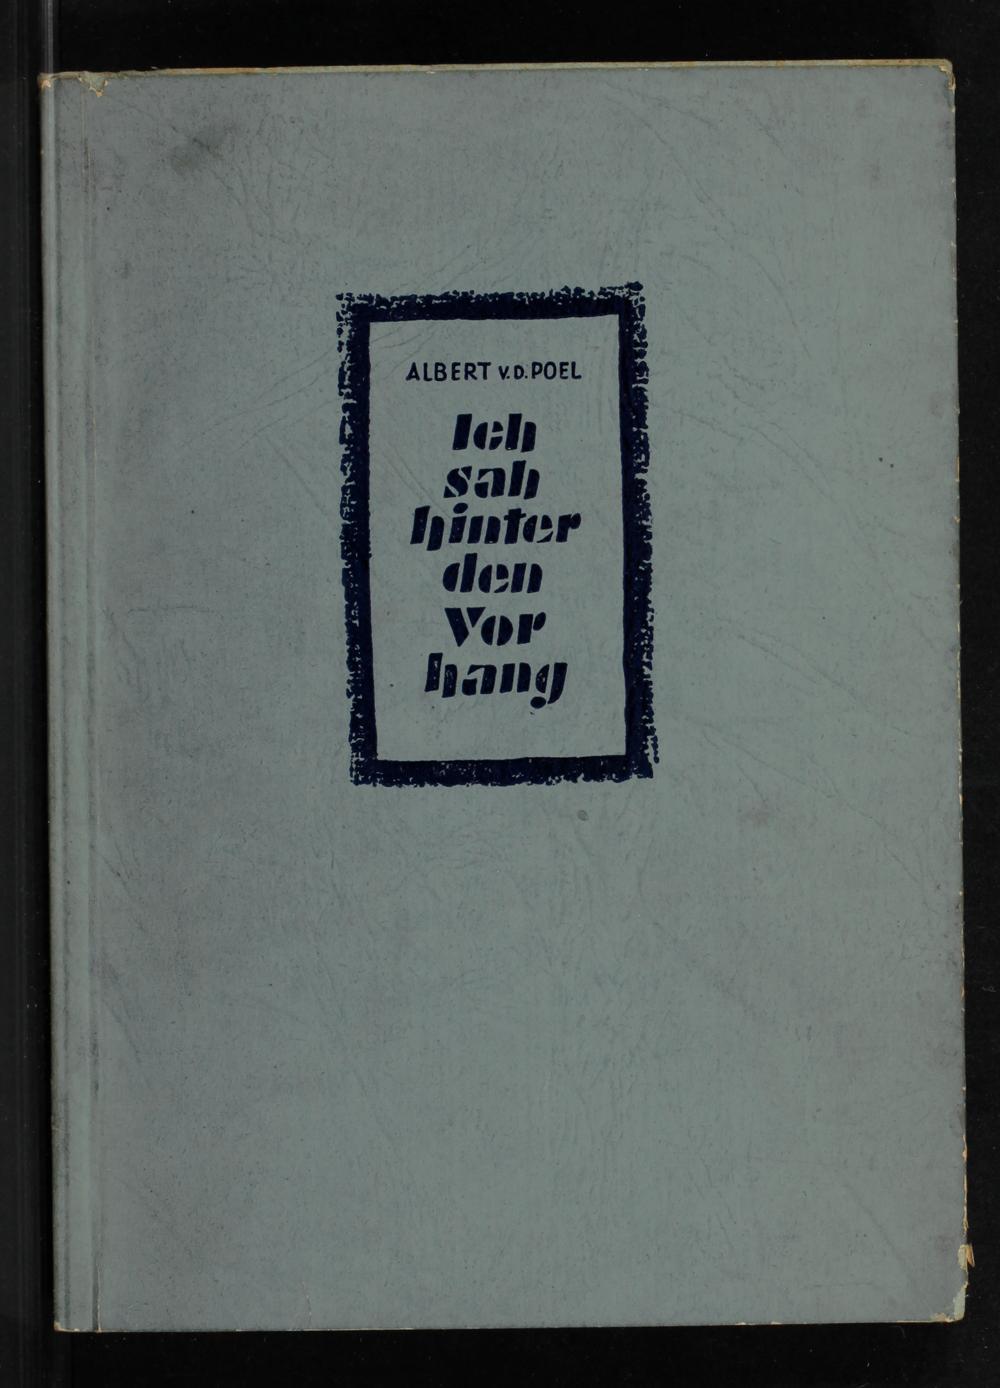 ALBERT V.D. POEL
Ich
sah
hinter
den
Vor
hang